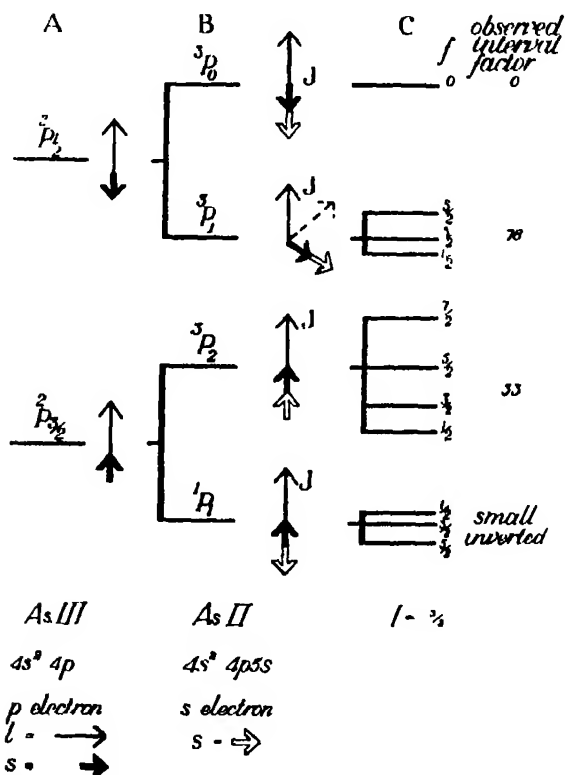 A B C f observed interval factor
³P₀ J 0 0
²P½
³P₁ J 5/2 3/2 1/2
³P₂ J 7/2 5/2 3/2 1/2 33
²P3/2
¹P₁ J small inverted
As III As II I = 3/2
4s² 4p 4s² 4p5s
p electron s electron
l = s =
s =